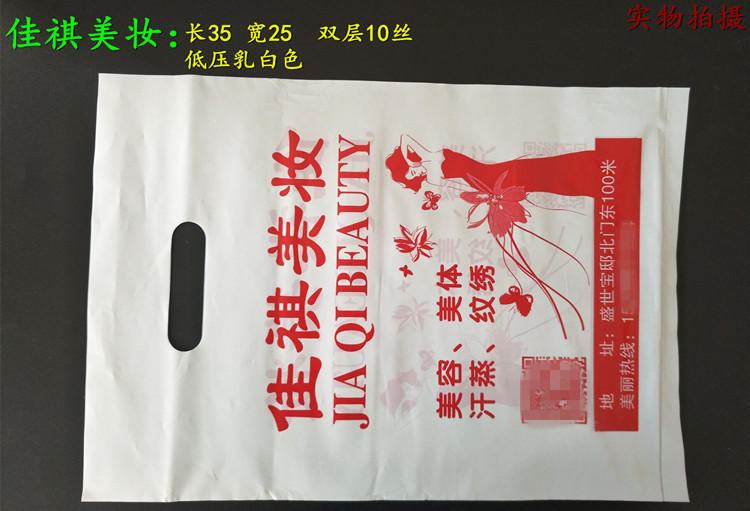 佳祺美妆：长35 宽25 双层10丝
低压乳白色
实物拍摄
佳祺美妆
JIA QI BEAUTY
美容、美体
汗蒸、纹绣
地 址：盛世宝邸北门东100米
美丽热线：15